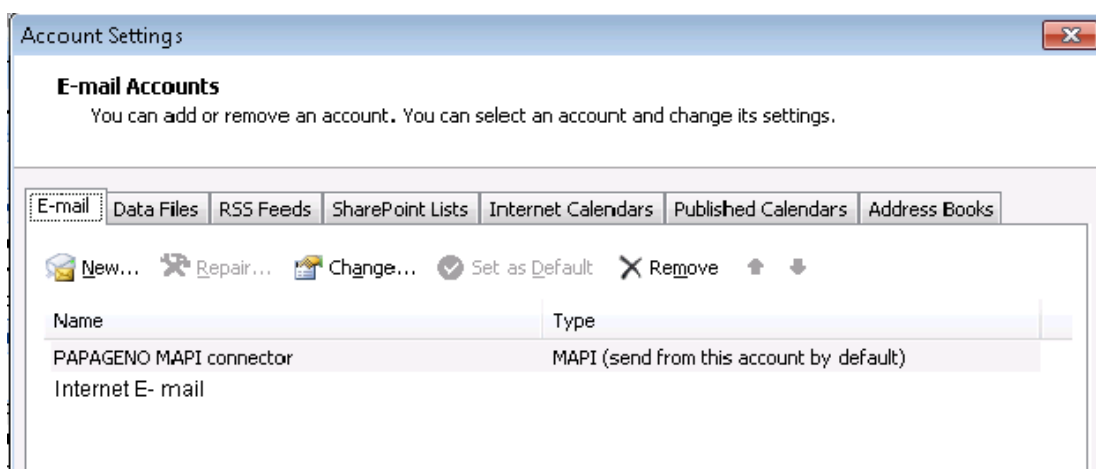 Account Settings
E-mail Accounts
You can add or remove an account. You can select an account and change its settings.
E-mail Data Files RSS Feeds SharePoint Lists Internet Calendars Published Calendars Address Books
New... Repair... Change... Set as Default Remove
Name Type
PAPAGENO MAPI connector MAPI (send from this account by default)
Internet E- mail